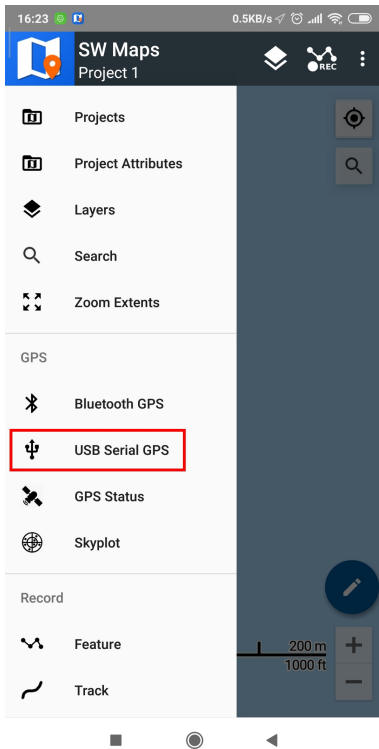 16:23
0.5KB/s
SW Maps
Project 1
REC
Projects
Project Attributes
Layers
Search
Zoom Extents
GPS
Bluetooth GPS
USB Serial GPS
GPS Status
Skyplot
Record
Feature
200 m
1000 ft
Track